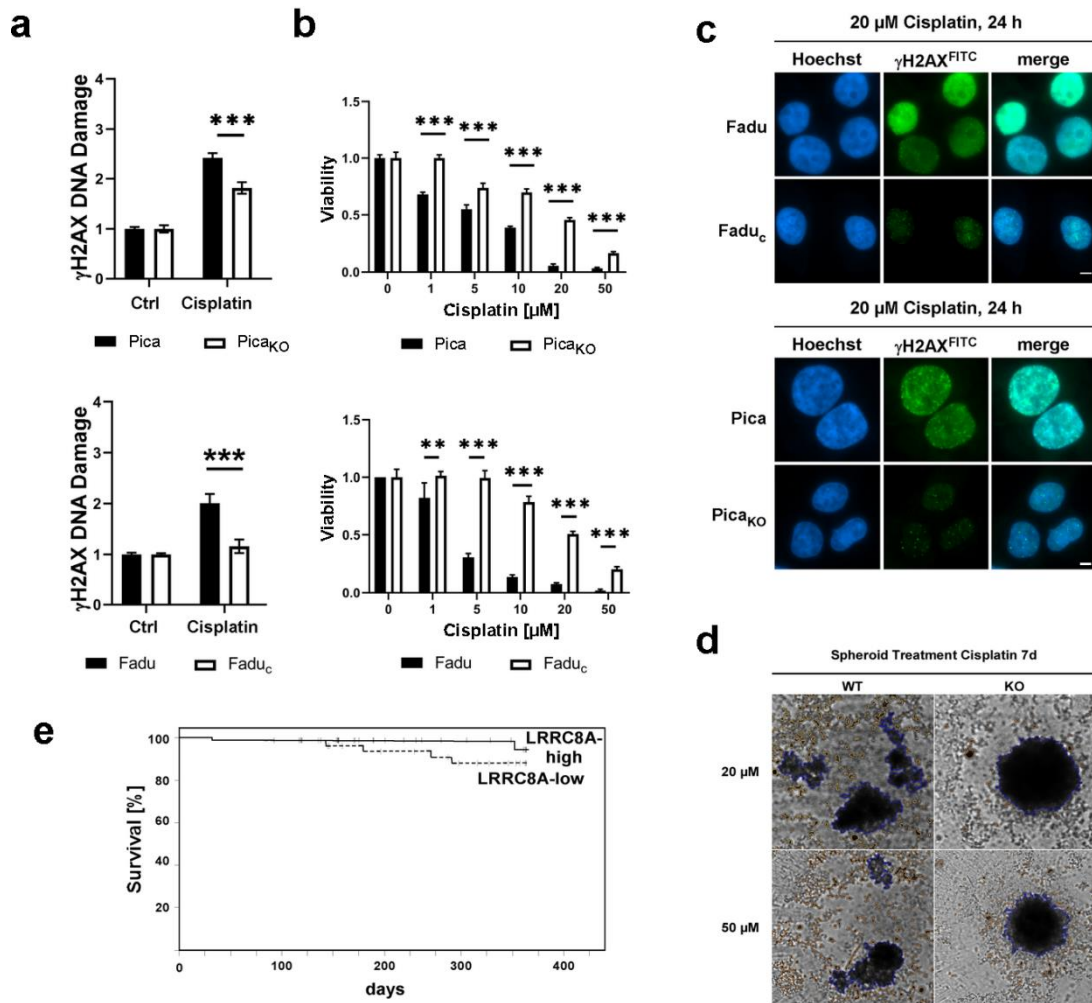 a
γH2AX DNA Damage
4
3
2
1
0
***
Ctrl Cisplatin
Pica PicaKO
γH2AX DNA Damage
4
3
2
1
0
***
Ctrl Cisplatin
Fadu Faduc
b
Viability
1.5
1.0
0.5
0.0
*** *** *** *** ***
0 1 5 10 20 50
Cisplatin [µM]
Pica PicaKO
Viability
1.5
1.0
0.5
0.0
** *** *** *** ***
0 1 5 10 20 50
Cisplatin [µM]
Fadu Faduc
c
20 µM Cisplatin, 24 h
Hoechst γH2AXFITC merge
Fadu
Faduc
20 µM Cisplatin, 24 h
Hoechst γH2AXFITC merge
Pica
PicaKO
d
Spheroid Treatment Cisplatin 7d
WT KO
20 µM
50 µM
e
Survival [%]
100
80
60
40
20
LRRC8A-
high
LRRC8A-low
0 100 200 300 400
days